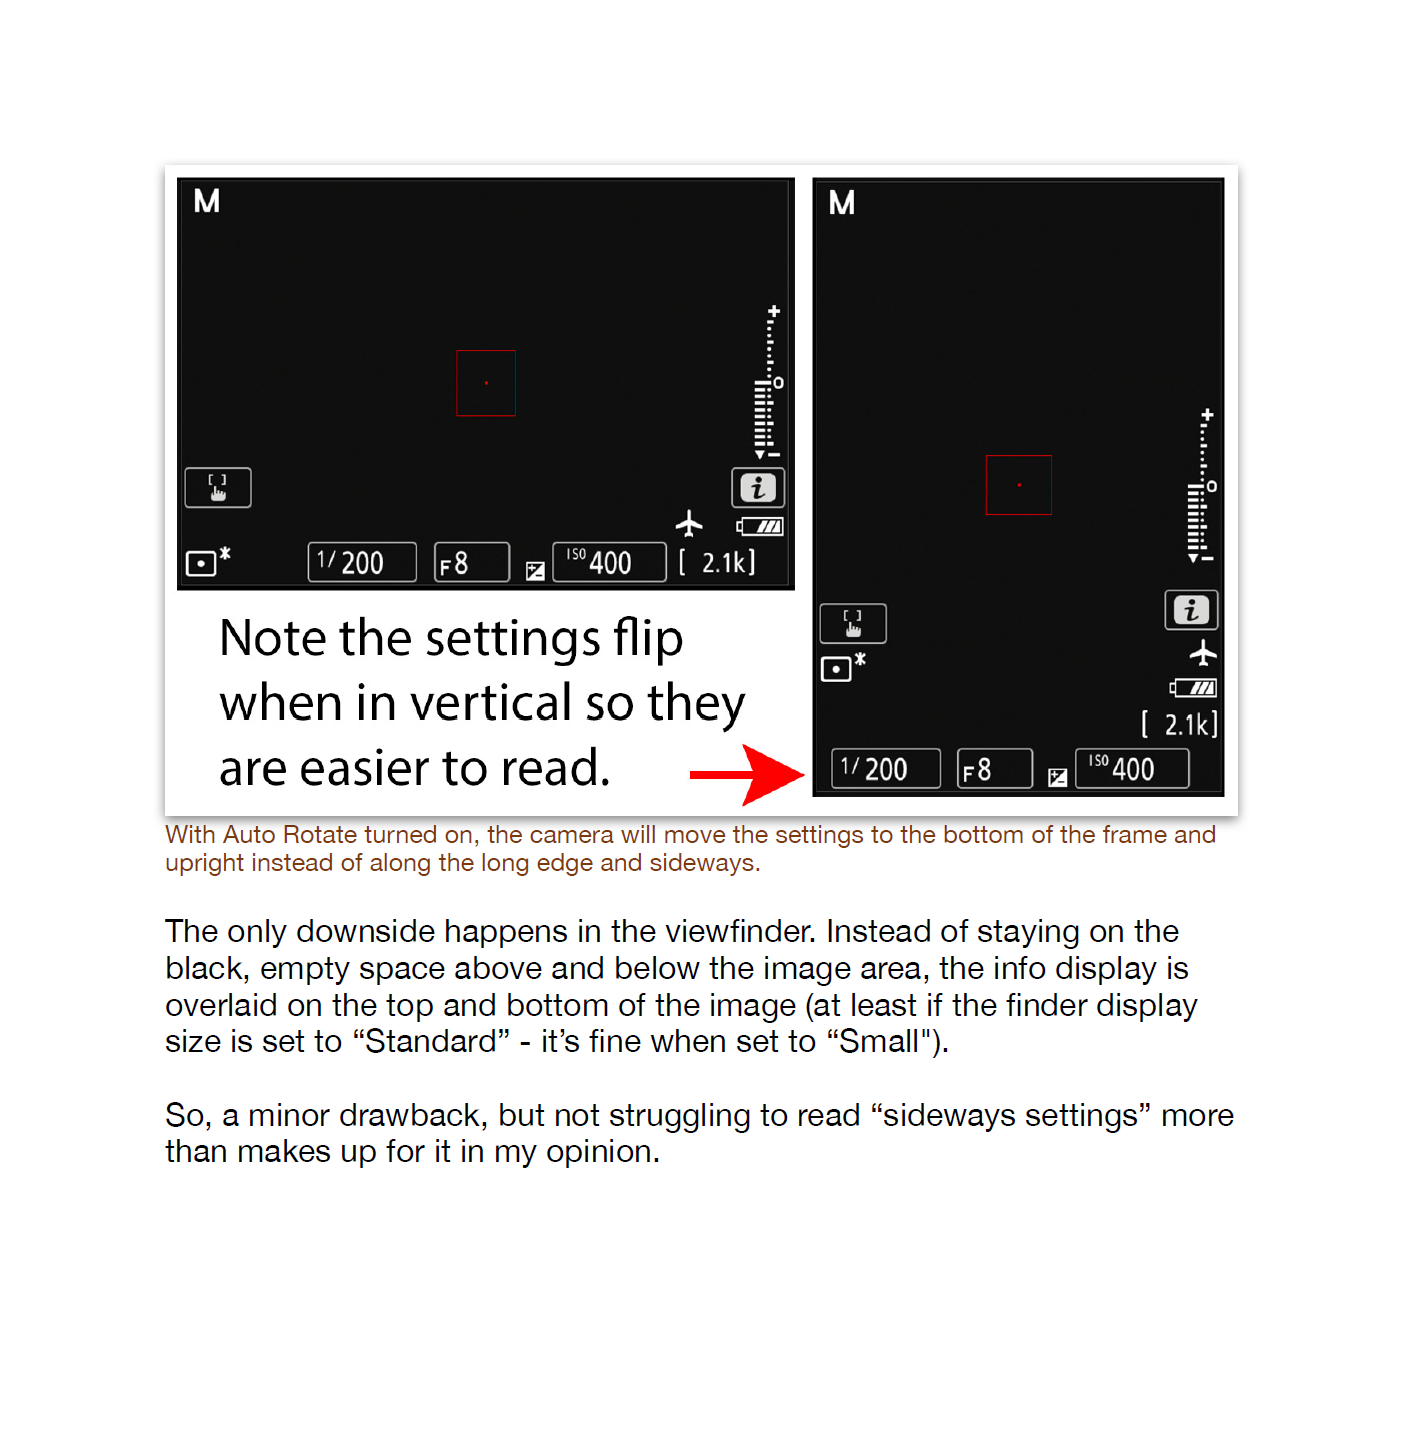 M
+
0
−
i
*
1/200
F8
ISO 400
[ 2.1k]
Note the settings flip
when in vertical so they
are easier to read.
M
+
0
−
i
*
[ 2.1k]
1/200
F8
ISO 400
With Auto Rotate turned on, the camera will move the settings to the bottom of the frame and
upright instead of along the long edge and sideways.
The only downside happens in the viewfinder. Instead of staying on the
black, empty space above and below the image area, the info display is
overlaid on the top and bottom of the image (at least if the finder display
size is set to “Standard” - it’s fine when set to “Small").
So, a minor drawback, but not struggling to read “sideways settings” more
than makes up for it in my opinion.